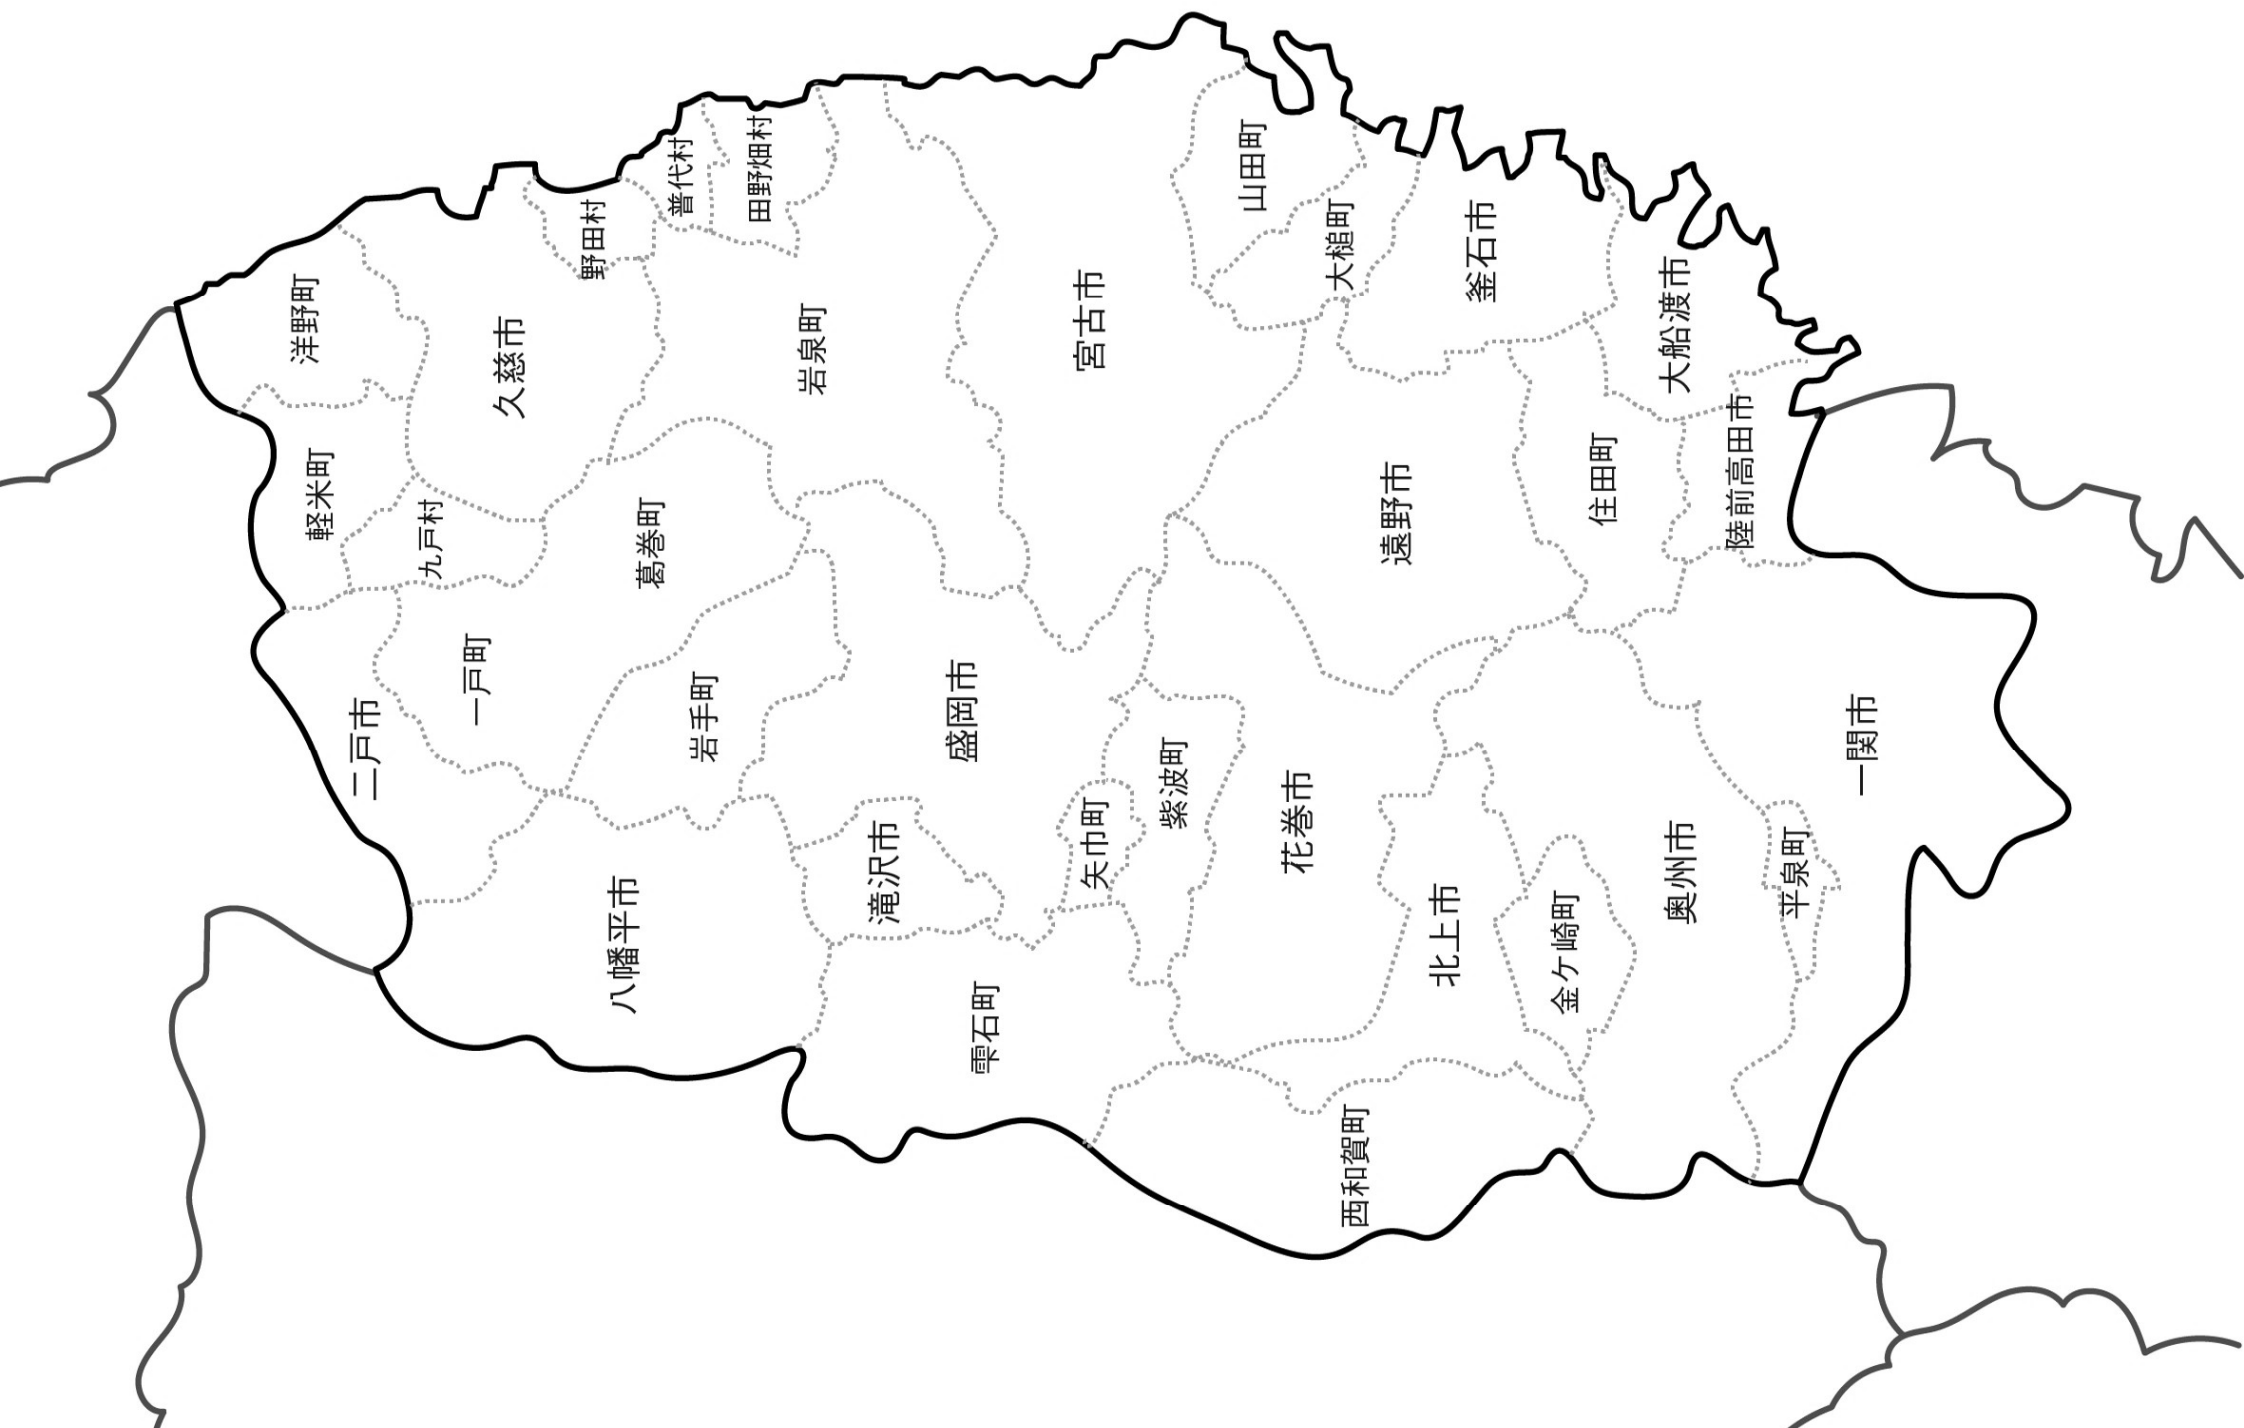 洋野町
軽米町
二戸市
九戸村
一戸町
久慈市
野田村
普代村
田野畑村
葛巻町
岩手町
八幡平市
岩泉町
滝沢市
盛岡市
雫石町
宮古市
矢巾町
紫波町
山田町
大槌町
花巻市
遠野市
西和賀町
北上市
釜石市
金ケ崎町
住田町
大船渡市
奥州市
陸前高田市
平泉町
一関市